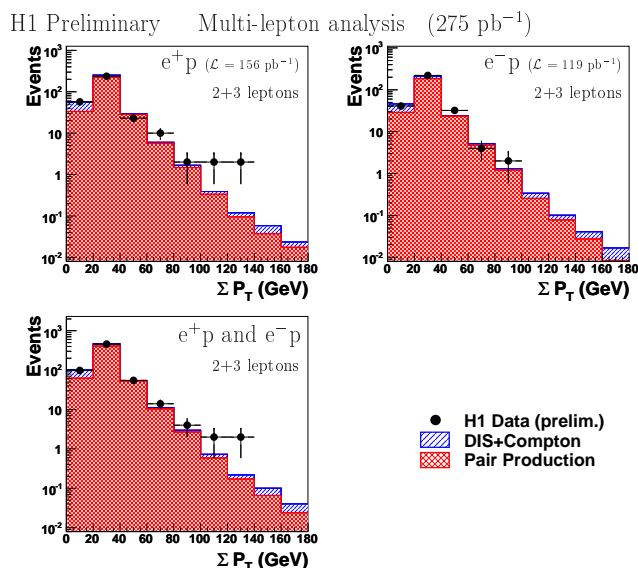 H1 Preliminary Multi-lepton analysis (275 pb⁻¹)
Events
10³
10²
10
1
10⁻¹
10⁻²
e⁺p (ℒ = 156 pb⁻¹)
2+3 leptons
0 20 40 60 80 100 120 140 160 180
Σ P_T (GeV)
Events
10³
10²
10
1
10⁻¹
10⁻²
e⁻p (ℒ = 119 pb⁻¹)
2+3 leptons
0 20 40 60 80 100 120 140 160 180
Σ P_T (GeV)
Events
10³
10²
10
1
10⁻¹
10⁻²
e⁺p and e⁻p
2+3 leptons
0 20 40 60 80 100 120 140 160 180
Σ P_T (GeV)
H1 Data (prelim.)
DIS+Compton
Pair Production